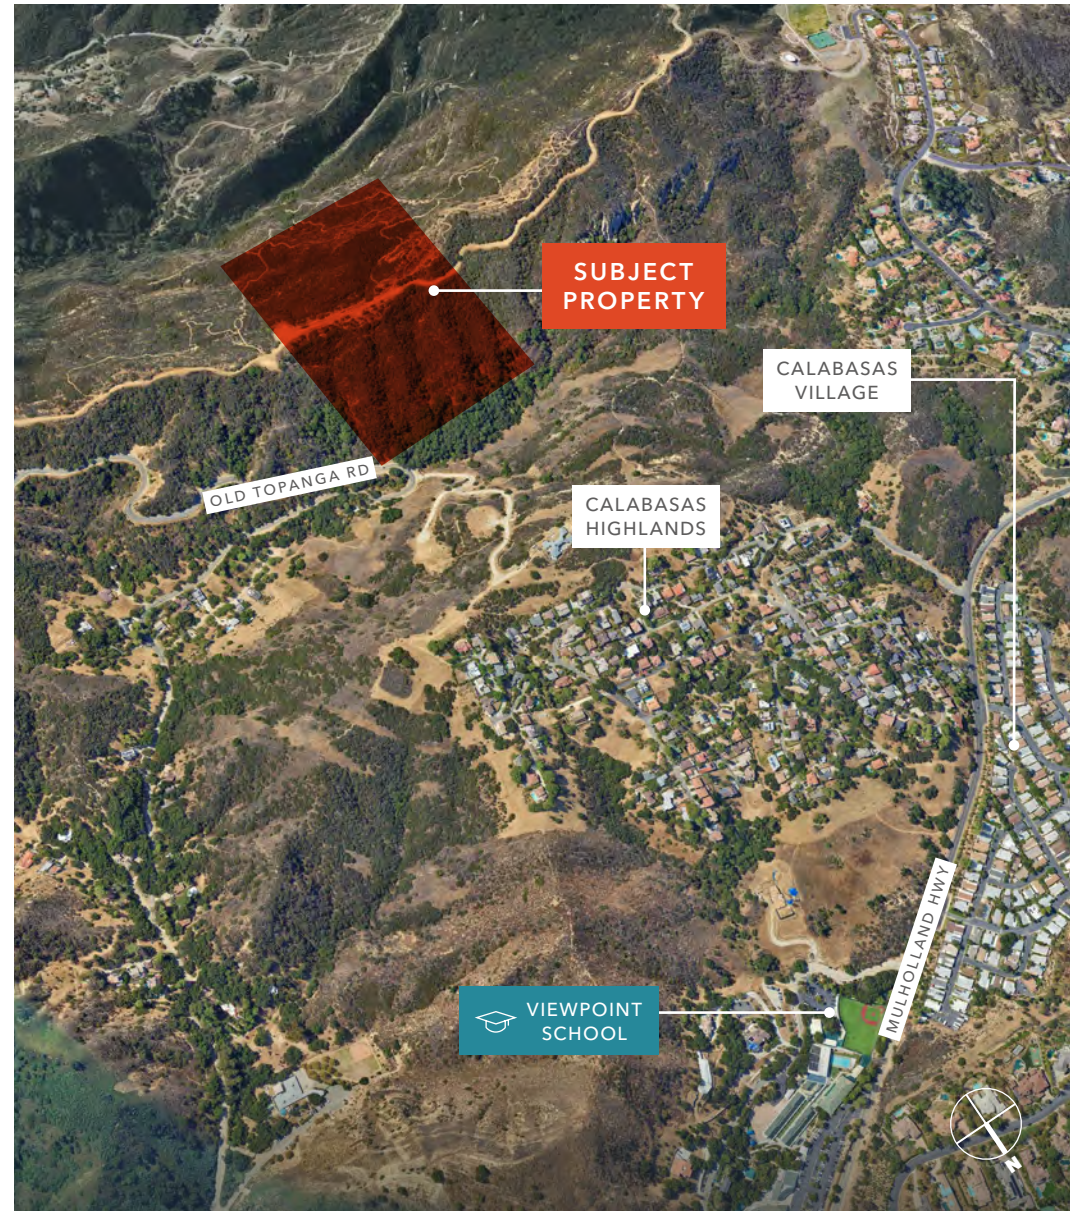 SUBJECT
PROPERTY
CALABASAS
VILLAGE
OLD TOPANGA RD
CALABASAS
HIGHLANDS
MULHOLLAND HWY
VIEWPOINT
SCHOOL
N